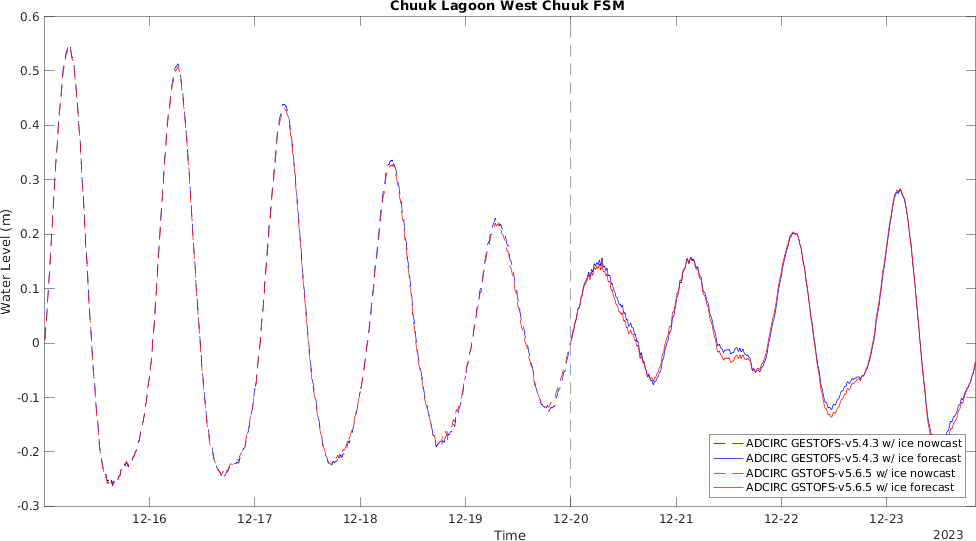 Chuuk Lagoon West Chuuk FSM
0.6
0.5
0.4
0.3
0.2
0.1
0
-0.1
-0.2
-0.3
Water Level (m)
12-16
12-17
12-18
12-19
12-20
12-21
12-22
12-23
Time
2023
ADCIRC GESTOFS-v5.4.3 w/ ice nowcast
ADCIRC GESTOFS-v5.4.3 w/ ice forecast
ADCIRC GSTOFS-v5.6.5 w/ ice nowcast
ADCIRC GSTOFS-v5.6.5 w/ ice forecast